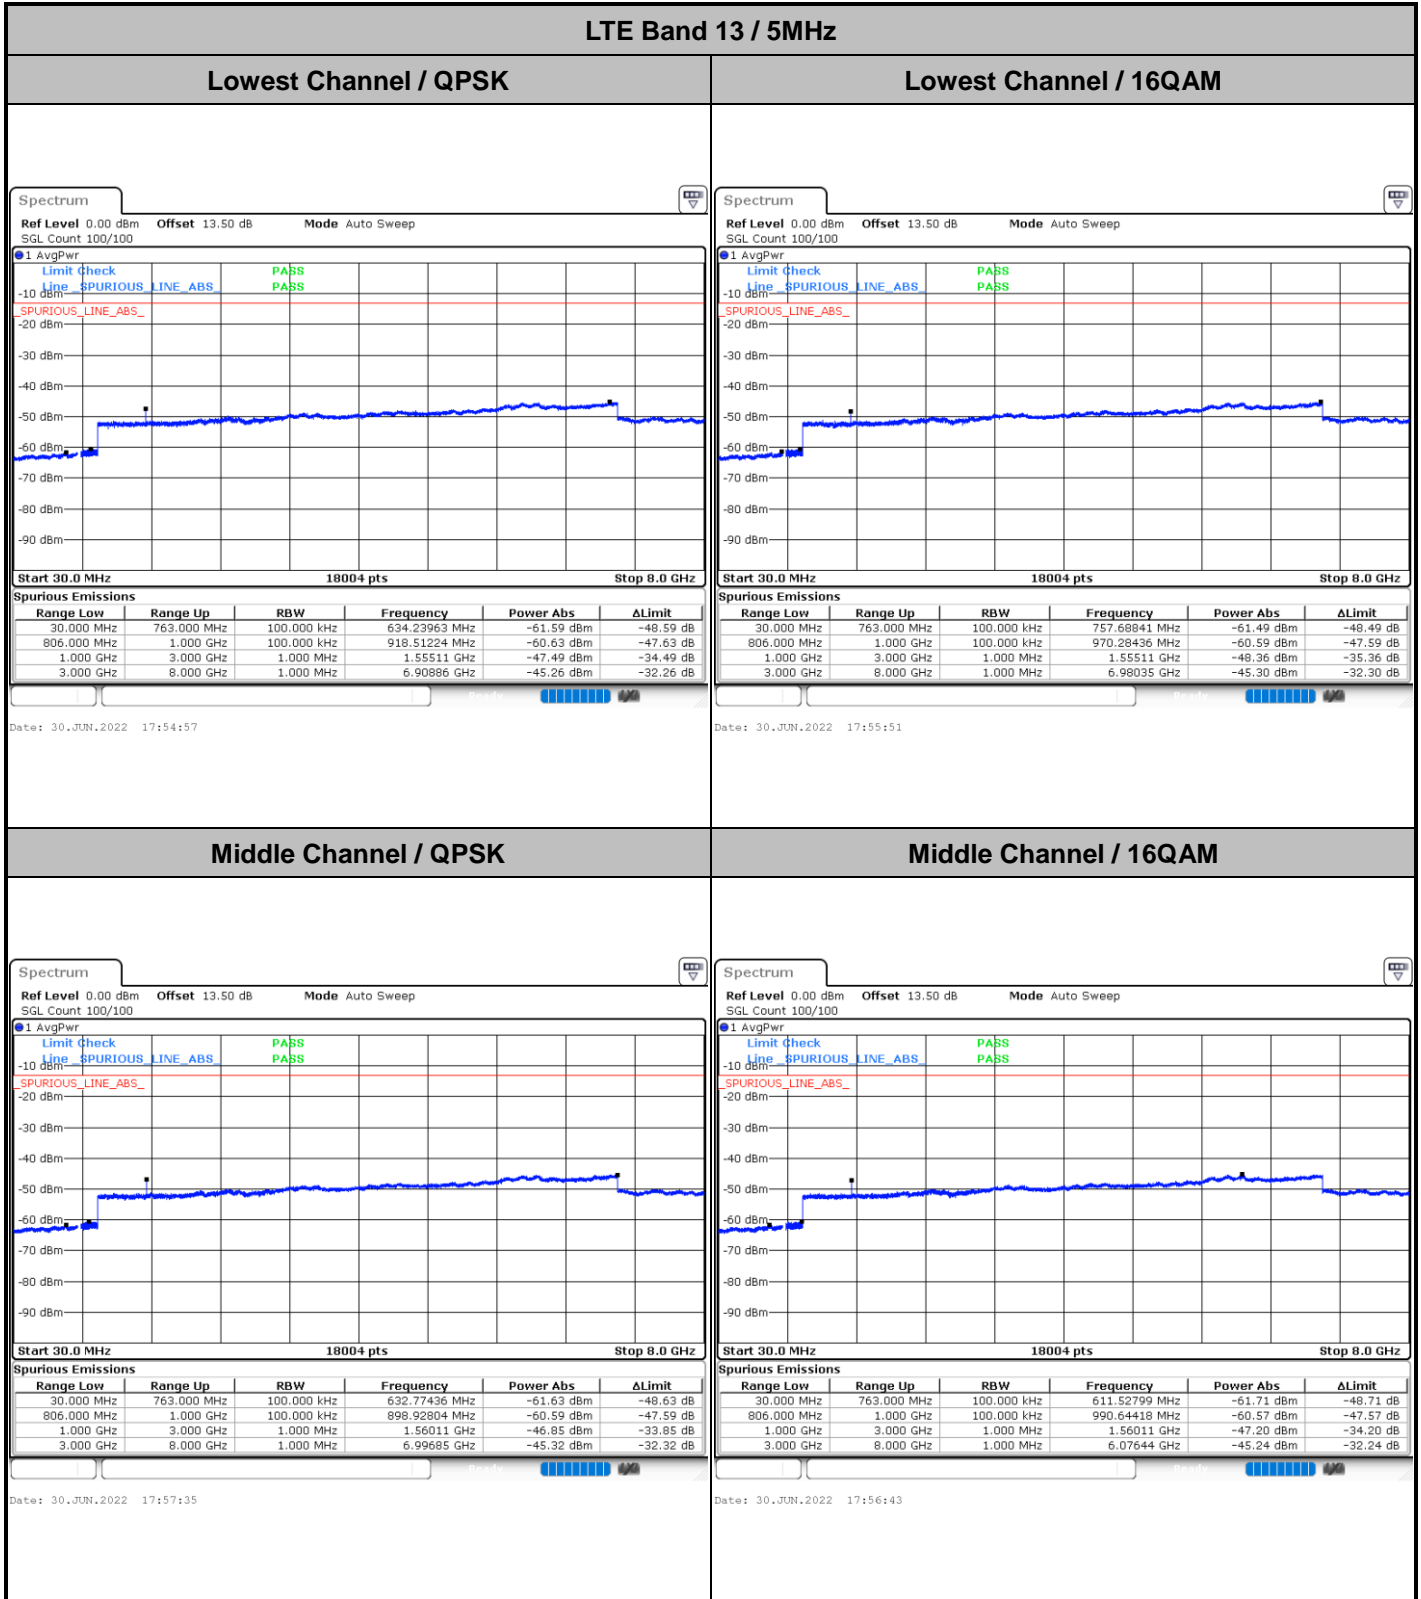 LTE Band 13 / 5MHz
Lowest Channel / QPSK
Lowest Channel / 16QAM
Spectrum
Ref Level 0.00 dBm Offset 13.50 dB Mode Auto Sweep
SGL Count 100/100
1 AvgPwr
Limit Check PASS
Line _SPURIOUS_LINE_ABS_ PASS
-10 dBm
_SPURIOUS_LINE_ABS_
-20 dBm
-30 dBm
-40 dBm
-50 dBm
-60 dBm
-70 dBm
-80 dBm
-90 dBm
Start 30.0 MHz 18004 pts Stop 8.0 GHz
Spurious Emissions
Range Low Range Up RBW Frequency Power Abs ΔLimit
30.000 MHz 763.000 MHz 100.000 kHz 634.23963 MHz -61.59 dBm -48.59 dB
806.000 MHz 1.000 GHz 100.000 kHz 918.51224 MHz -60.63 dBm -47.63 dB
1.000 GHz 3.000 GHz 1.000 MHz 1.55511 GHz -47.49 dBm -34.49 dB
3.000 GHz 8.000 GHz 1.000 MHz 6.90886 GHz -45.26 dBm -32.26 dB
Ready
Date: 30.JUN.2022 17:54:57
Spectrum
Ref Level 0.00 dBm Offset 13.50 dB Mode Auto Sweep
SGL Count 100/100
1 AvgPwr
Limit Check PASS
Line _SPURIOUS_LINE_ABS_ PASS
-10 dBm
_SPURIOUS_LINE_ABS_
-20 dBm
-30 dBm
-40 dBm
-50 dBm
-60 dBm
-70 dBm
-80 dBm
-90 dBm
Start 30.0 MHz 18004 pts Stop 8.0 GHz
Spurious Emissions
Range Low Range Up RBW Frequency Power Abs ΔLimit
30.000 MHz 763.000 MHz 100.000 kHz 757.68841 MHz -61.49 dBm -48.49 dB
806.000 MHz 1.000 GHz 100.000 kHz 970.28436 MHz -60.59 dBm -47.59 dB
1.000 GHz 3.000 GHz 1.000 MHz 1.55511 GHz -48.36 dBm -35.36 dB
3.000 GHz 8.000 GHz 1.000 MHz 6.98035 GHz -45.30 dBm -32.30 dB
Ready
Date: 30.JUN.2022 17:55:51
Middle Channel / QPSK
Middle Channel / 16QAM
Spectrum
Ref Level 0.00 dBm Offset 13.50 dB Mode Auto Sweep
SGL Count 100/100
1 AvgPwr
Limit Check PASS
Line _SPURIOUS_LINE_ABS_ PASS
-10 dBm
_SPURIOUS_LINE_ABS_
-20 dBm
-30 dBm
-40 dBm
-50 dBm
-60 dBm
-70 dBm
-80 dBm
-90 dBm
Start 30.0 MHz 18004 pts Stop 8.0 GHz
Spurious Emissions
Range Low Range Up RBW Frequency Power Abs ΔLimit
30.000 MHz 763.000 MHz 100.000 kHz 632.77436 MHz -61.63 dBm -48.63 dB
806.000 MHz 1.000 GHz 100.000 kHz 898.92804 MHz -60.59 dBm -47.59 dB
1.000 GHz 3.000 GHz 1.000 MHz 1.56011 GHz -46.85 dBm -33.85 dB
3.000 GHz 8.000 GHz 1.000 MHz 6.99685 GHz -45.32 dBm -32.32 dB
Ready
Date: 30.JUN.2022 17:57:35
Spectrum
Ref Level 0.00 dBm Offset 13.50 dB Mode Auto Sweep
SGL Count 100/100
1 AvgPwr
Limit Check PASS
Line _SPURIOUS_LINE_ABS_ PASS
-10 dBm
_SPURIOUS_LINE_ABS_
-20 dBm
-30 dBm
-40 dBm
-50 dBm
-60 dBm
-70 dBm
-80 dBm
-90 dBm
Start 30.0 MHz 18004 pts Stop 8.0 GHz
Spurious Emissions
Range Low Range Up RBW Frequency Power Abs ΔLimit
30.000 MHz 763.000 MHz 100.000 kHz 611.52799 MHz -61.71 dBm -48.71 dB
806.000 MHz 1.000 GHz 100.000 kHz 990.64418 MHz -60.57 dBm -47.57 dB
1.000 GHz 3.000 GHz 1.000 MHz 1.56011 GHz -47.20 dBm -34.20 dB
3.000 GHz 8.000 GHz 1.000 MHz 6.07644 GHz -45.24 dBm -32.24 dB
Ready
Date: 30.JUN.2022 17:56:43